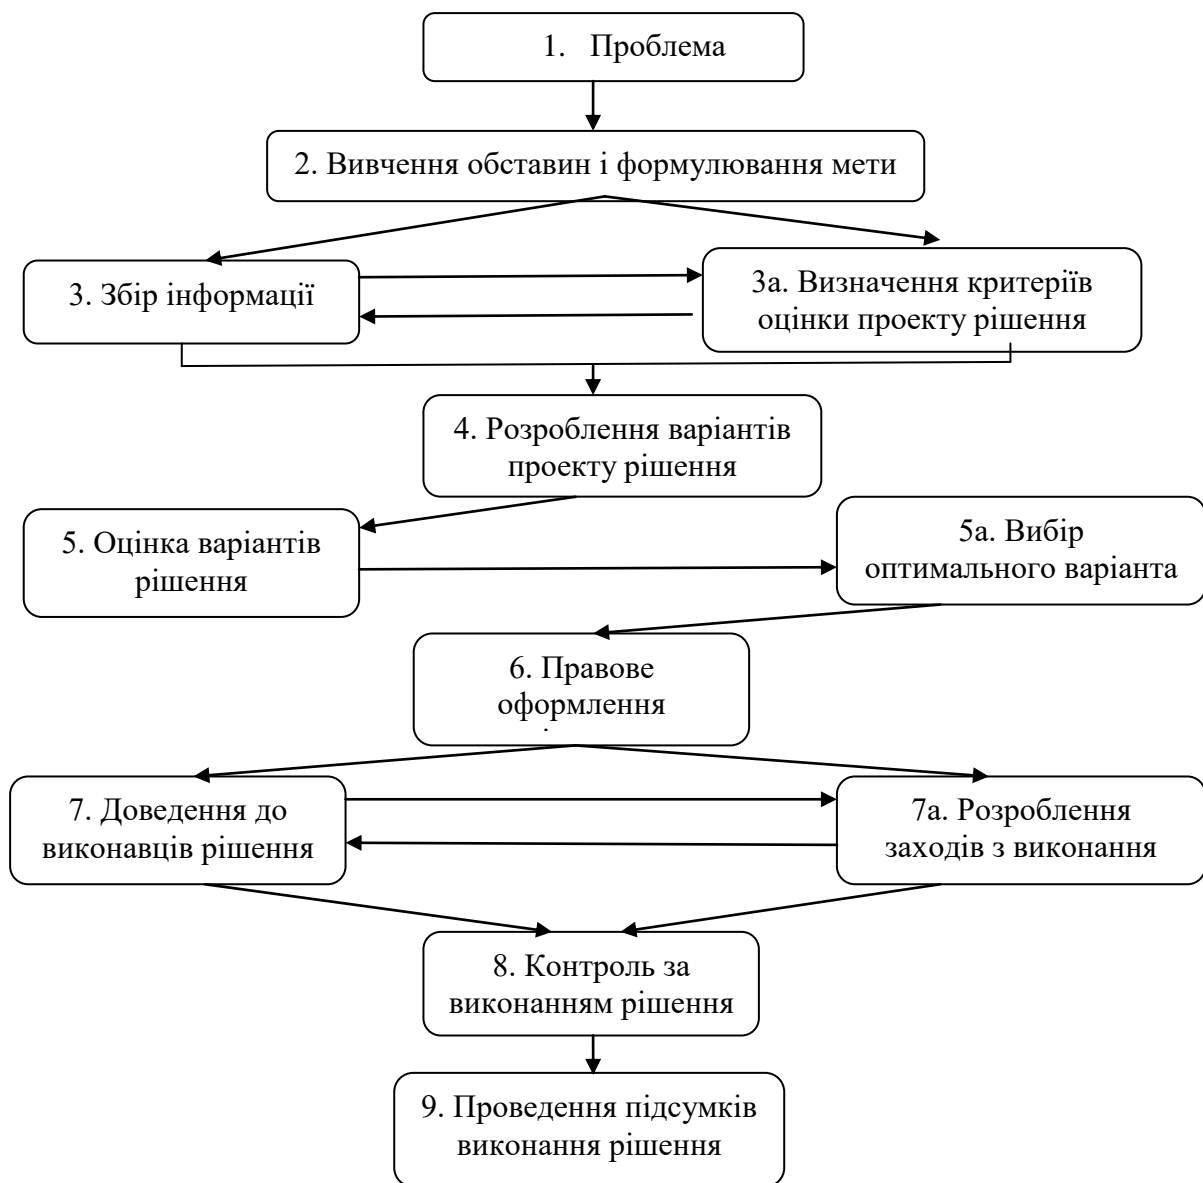 1. Проблема
2. Вивчення обставин і формулювання мети
3. Збір інформації
3а. Визначення критеріїв
оцінки проекту рішення
4. Розроблення варіантів
проекту рішення
5. Оцінка варіантів
рішення
5а. Вибір
оптимального варіанта
6. Правове
оформлення
7. Доведення до
виконавців рішення
7а. Розроблення
заходів з виконання
8. Контроль за
виконанням рішення
9. Проведення підсумків
виконання рішення